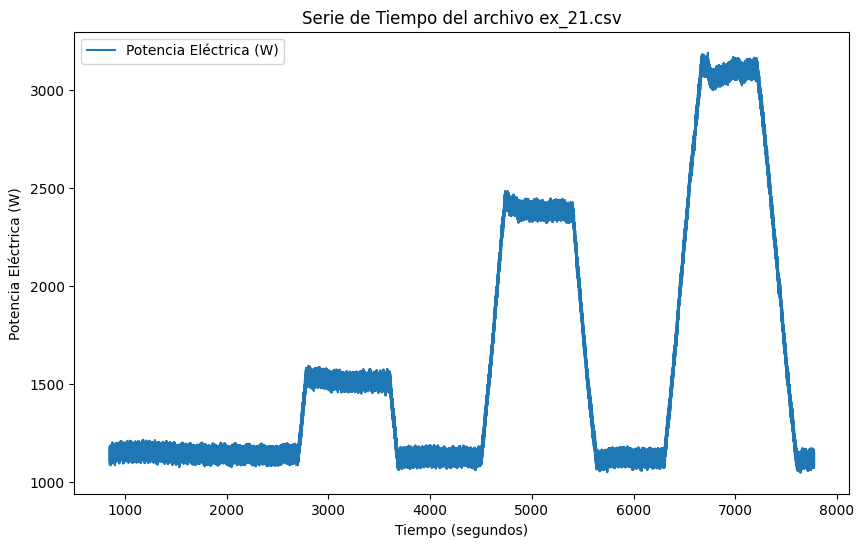 Serie de Tiempo del archivo ex_21.csv
Potencia Eléctrica (W)
Potencia Eléctrica (W)
3000
2500
2000
1500
1000
1000 2000 3000 4000 5000 6000 7000 8000
Tiempo (segundos)